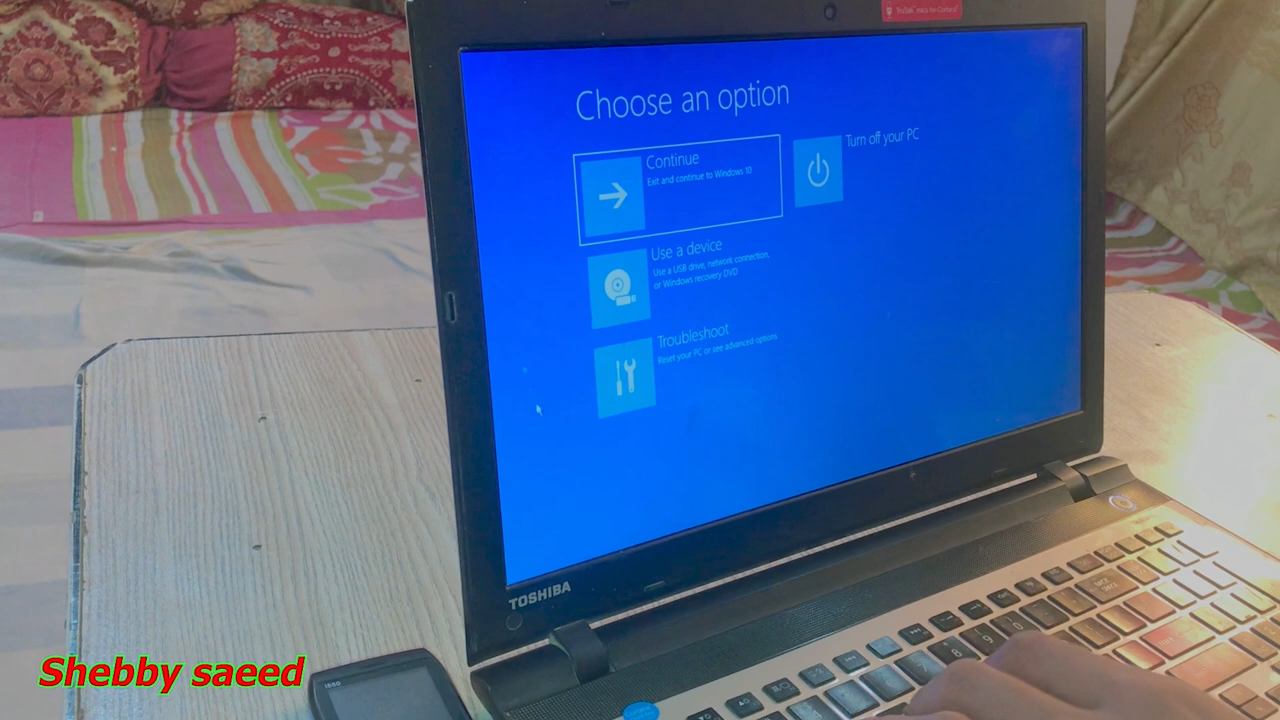 Choose an option
Continue
Exit and continue to Windows 10
Turn off your PC
Use a device
Use a USB drive, network connection,
or Windows recovery DVD
Troubleshoot
Reset your PC or see advanced options
TOSHIBA
Shebby saeed